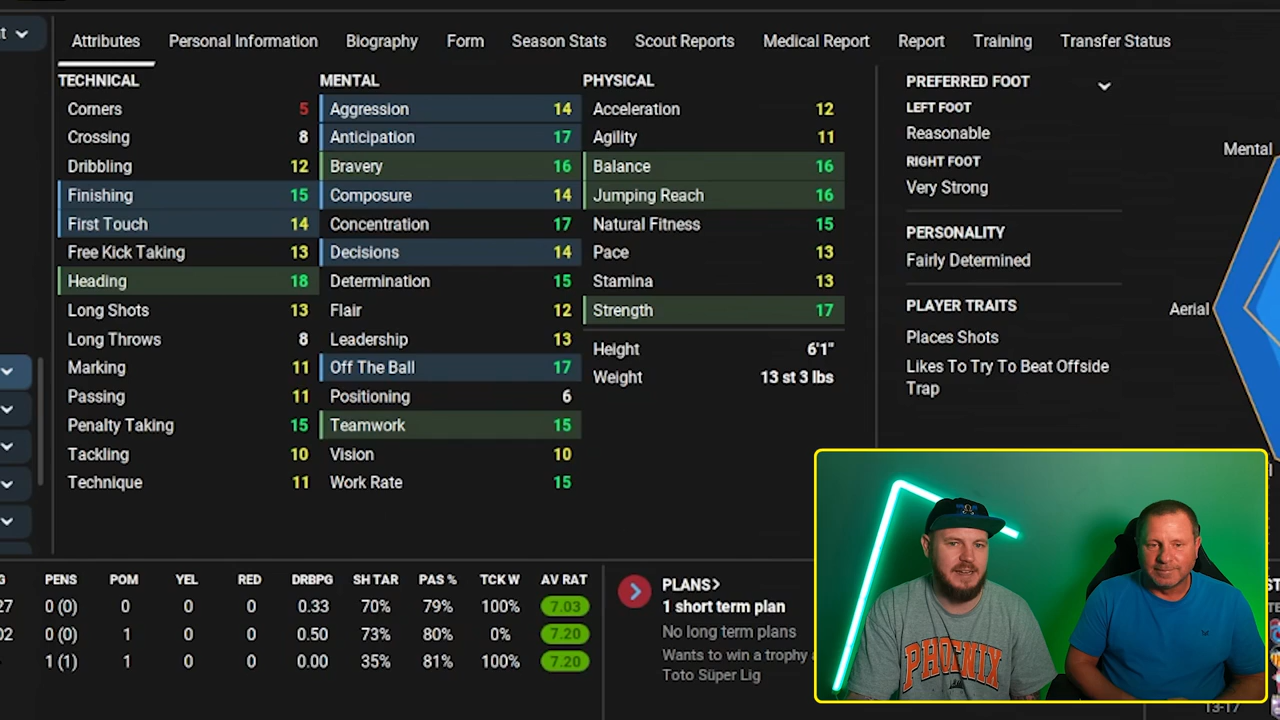 Attributes Personal Information Biography Form Season Stats Scout Reports Medical Report Report Training Transfer Status
TECHNICAL
Corners 5
Crossing 8
Dribbling 12
Finishing 15
First Touch 14
Free Kick Taking 13
Heading 18
Long Shots 13
Long Throws 8
Marking 11
Passing 11
Penalty Taking 15
Tackling 10
Technique 11
MENTAL
Aggression 14
Anticipation 17
Bravery 16
Composure 14
Concentration 17
Decisions 14
Determination 15
Flair 12
Leadership 13
Off The Ball 17
Positioning 6
Teamwork 15
Vision 10
Work Rate 15
PHYSICAL
Acceleration 12
Agility 11
Balance 16
Jumping Reach 16
Natural Fitness 15
Pace 13
Stamina 13
Strength 17
Height 6'1"
Weight 13 st 3 lbs
PREFERRED FOOT
LEFT FOOT
Reasonable
RIGHT FOOT
Very Strong
PERSONALITY
Fairly Determined
PLAYER TRAITS
Places Shots
Likes To Try To Beat Offside
Trap
Mental
Aerial
PENS POM YEL RED DRBPG SH TAR PAS % TCK W AV RAT
27 0 (0) 0 0 0 0.33 70% 79% 100% 7.03
02 0 (0) 1 0 0 0.50 73% 80% 0% 7.20
1 (1) 1 0 0 0.00 35% 81% 100% 7.20
PLANS>
1 short term plan
No long term plans
Wants to win a trophy
Toto Süper Lig
PHOENIX
13-17